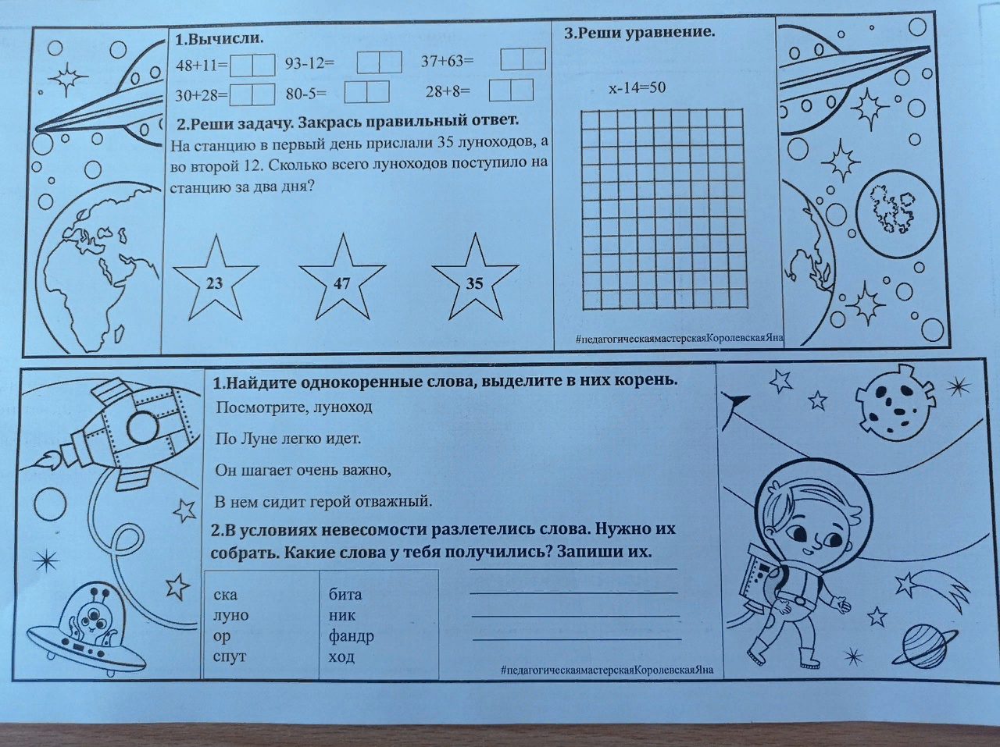 1.Вычисли.
48+11= 93-12= 37+63=
30+28= 80-5= 28+8=
2.Реши задачу. Закрась правильный ответ.
На станцию в первый день прислали 35 луноходов, а
во второй 12. Сколько всего луноходов поступило на
станцию за два дня?
23 47 35
3.Реши уравнение.
х-14=50
#педагогическаямастерскаяКоролевскаяЯна
1.Найдите однокоренные слова, выделите в них корень.
Посмотрите, луноход
По Луне легко идет.
Он шагает очень важно,
В нем сидит герой отважный.
2.В условиях невесомости разлетелись слова. Нужно их
собрать. Какие слова у тебя получились? Запиши их.
ска бита
луно ник
ор фандр
спут ход
#педагогическаямастерскаяКоролевскаяЯна